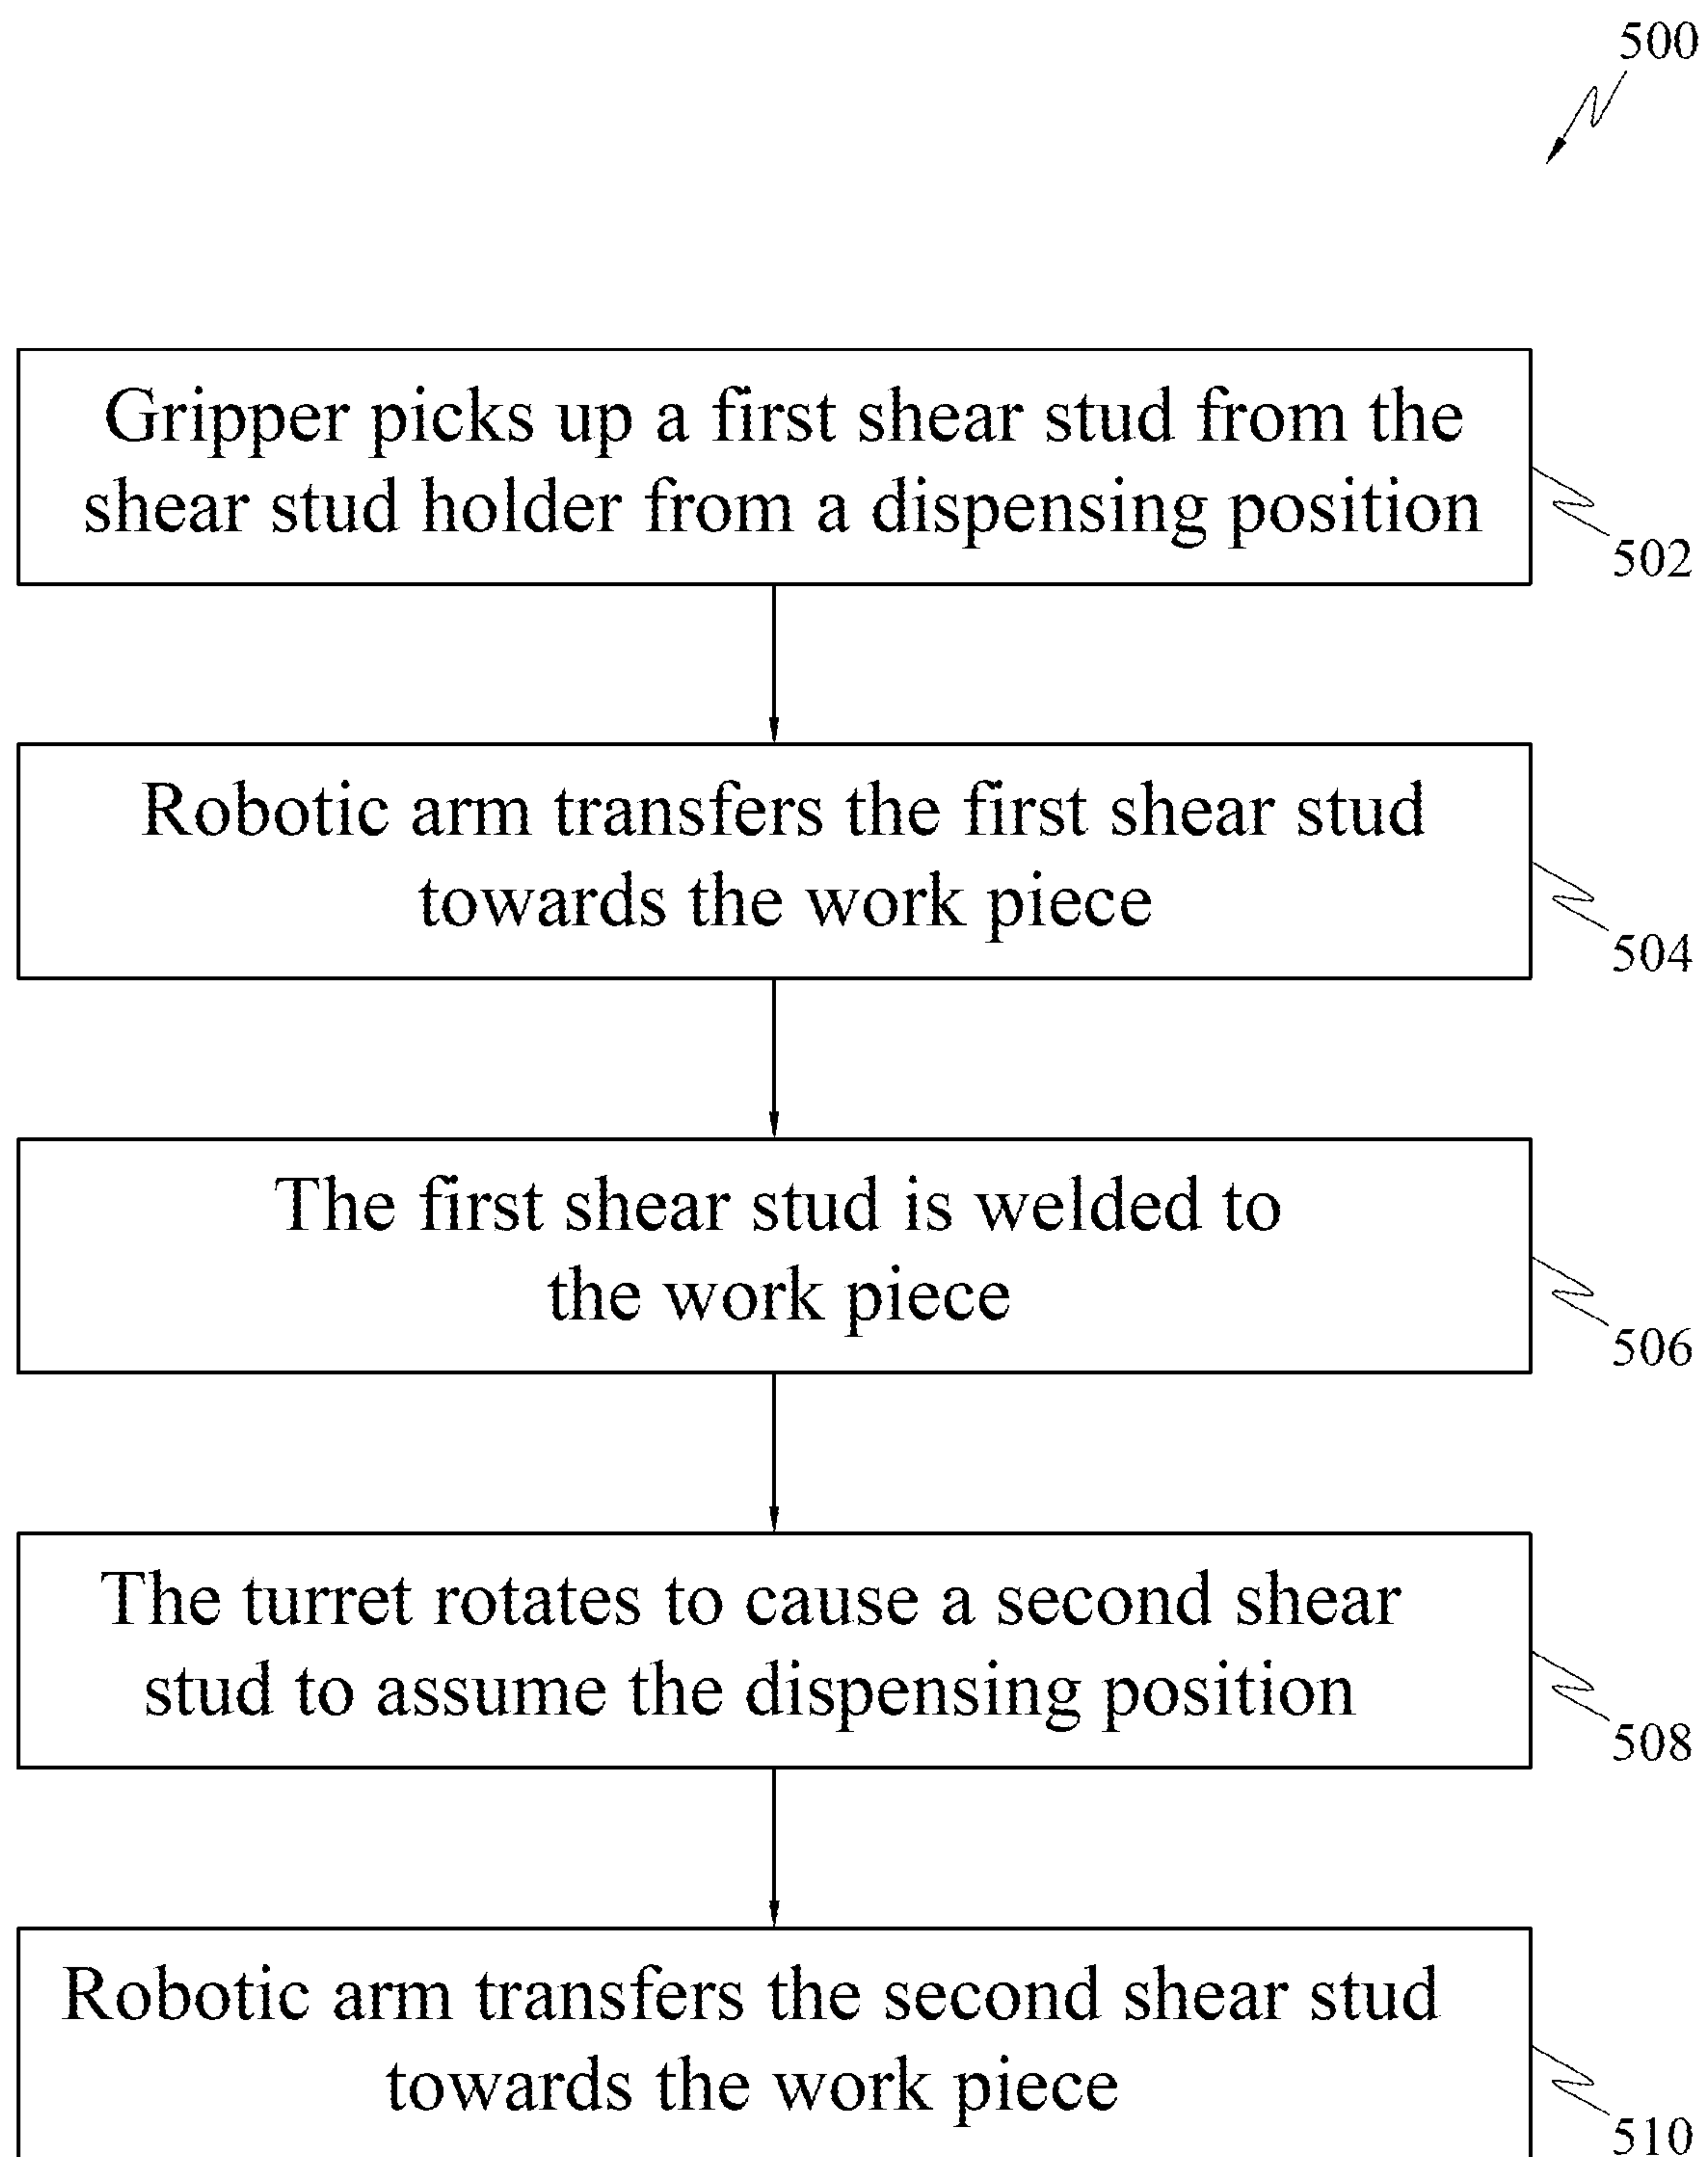 500
Gripper picks up a first shear stud from the
shear stud holder from a dispensing position
502
Robotic arm transfers the first shear stud
towards the work piece
504
The first shear stud is welded to
the work piece
506
The turret rotates to cause a second shear
stud to assume the dispensing position
508
Robotic arm transfers the second shear stud
towards the work piece
510